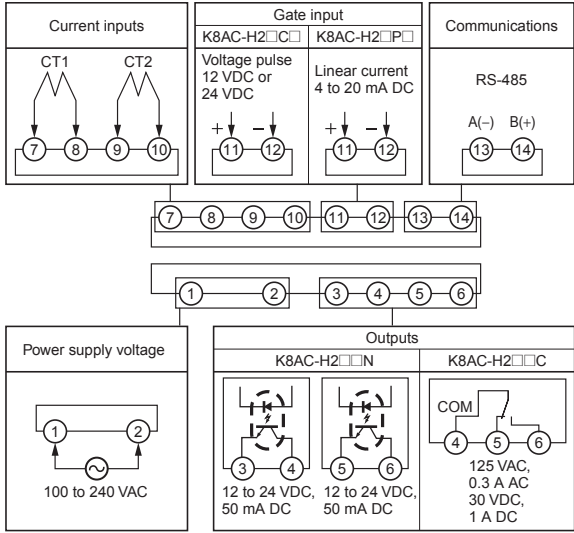 Current inputs
CT1 CT2
7 8 9 10
Gate input
K8AC-H2□C□ K8AC-H2□P□
Voltage pulse
12 VDC or
24 VDC
+ −
11 12
Linear current
4 to 20 mA DC
+ −
11 12
Communications
RS-485
A(−) B(+)
13 14
7 8 9 10 11 12 13 14
1 2 3 4 5 6
Power supply voltage
1 2
100 to 240 VAC
Outputs
K8AC-H2□□N K8AC-H2□□C
3 4
12 to 24 VDC,
50 mA DC
5 6
12 to 24 VDC,
50 mA DC
COM
4 5 6
125 VAC,
0.3 A AC
30 VDC,
1 A DC